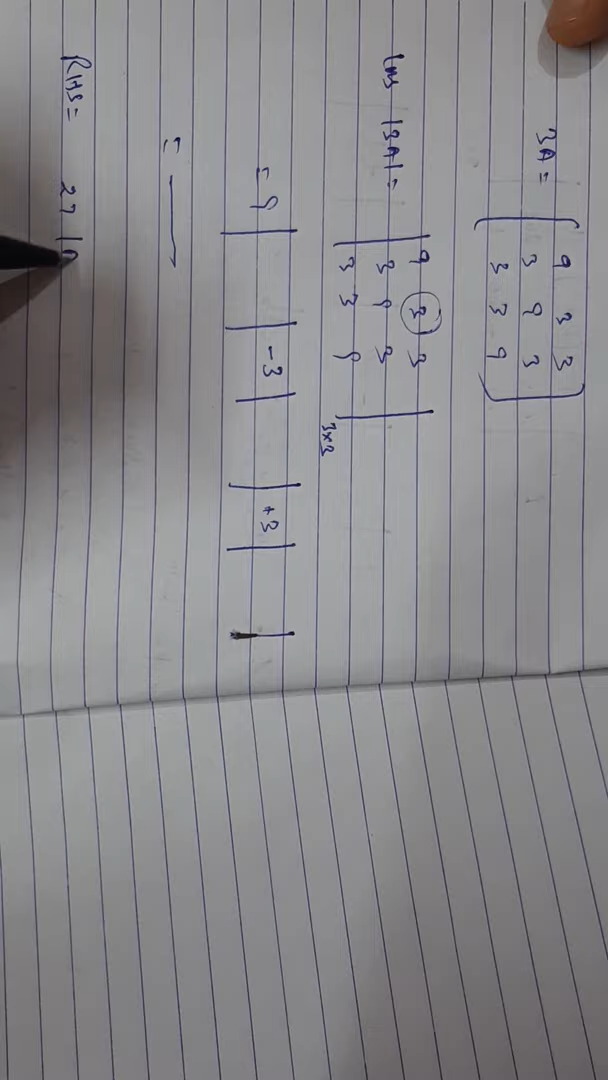 3A = [ 9 3 3
3 9 3
3 3 9 ]
LHS |3A| = | 9 3 3
3 9 3
3 3 9 | 3×3
= 9 | | -3 | | +3 | |
=
RHS = 27 |